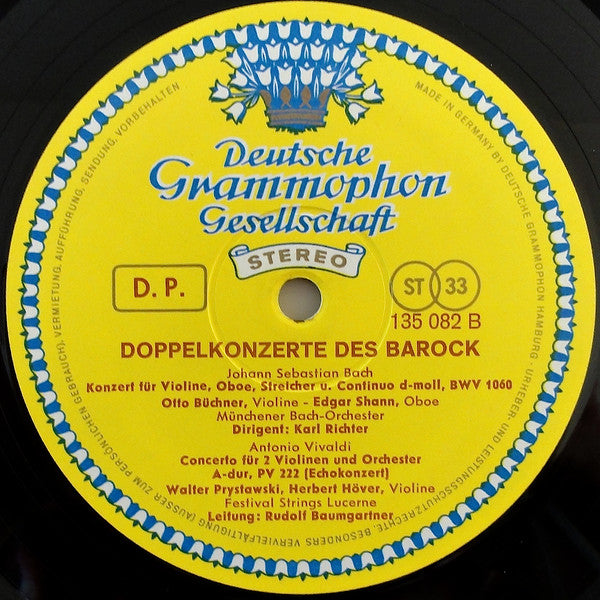 Deutsche
Grammophon
Gesellschaft
STEREO
D. P.
ST 33
135 082 B
DOPPELKONZERTE DES BAROCK
Johann Sebastian Bach
Konzert für Violine, Oboe, Streicher u. Continuo d-moll, BWV 1060
Otto Büchner, Violine – Edgar Shann, Oboe
Münchener Bach-Orchester
Dirigent: Karl Richter
Antonio Vivaldi
Concerto für 2 Violinen und Orchester
A-dur, PV 222 (Echokonzert)
Walter Prystawski, Herbert Höver, Violine
Festival Strings Lucerne
Leitung: Rudolf Baumgartner
MADE IN GERMANY BY DEUTSCHE GRAMMOPHON HAMBURG · URHEBER- UND LEISTUNGSSCHUTZRECHTE, BESONDERS VERVIELFÄLTIGUNG (AUSSER ZUM PERSÖNLICHEN GEBRAUCH), VERMIETUNG, AUFFÜHRUNG, SENDUNG, VORBEHALTEN